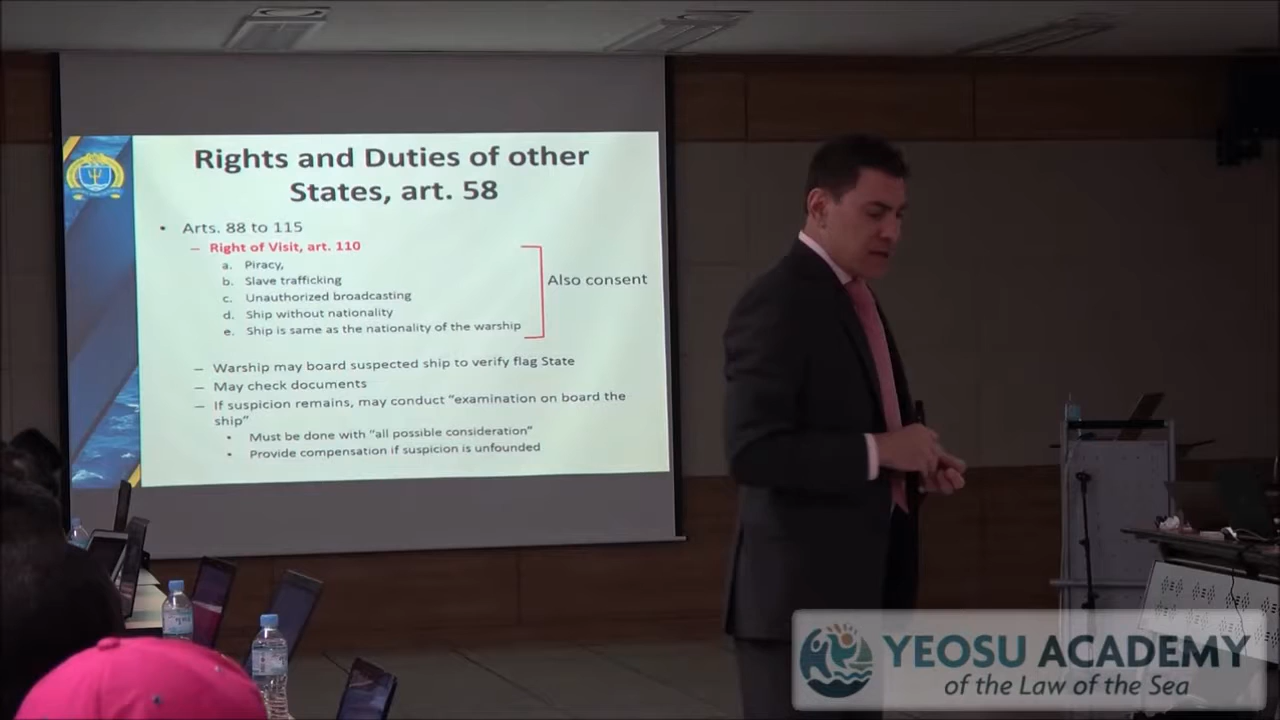 Rights and Duties of other
States, art. 58
• Arts. 88 to 115
– Right of Visit, art. 110
a. Piracy,
b. Slave trafficking
c. Unauthorized broadcasting
d. Ship without nationality
e. Ship is same as the nationality of the warship
Also consent
– Warship may board suspected ship to verify flag State
– May check documents
– If suspicion remains, may conduct “examination on board the
ship”
• Must be done with “all possible consideration”
• Provide compensation if suspicion is unfounded
YEOSU ACADEMY
of the Law of the Sea